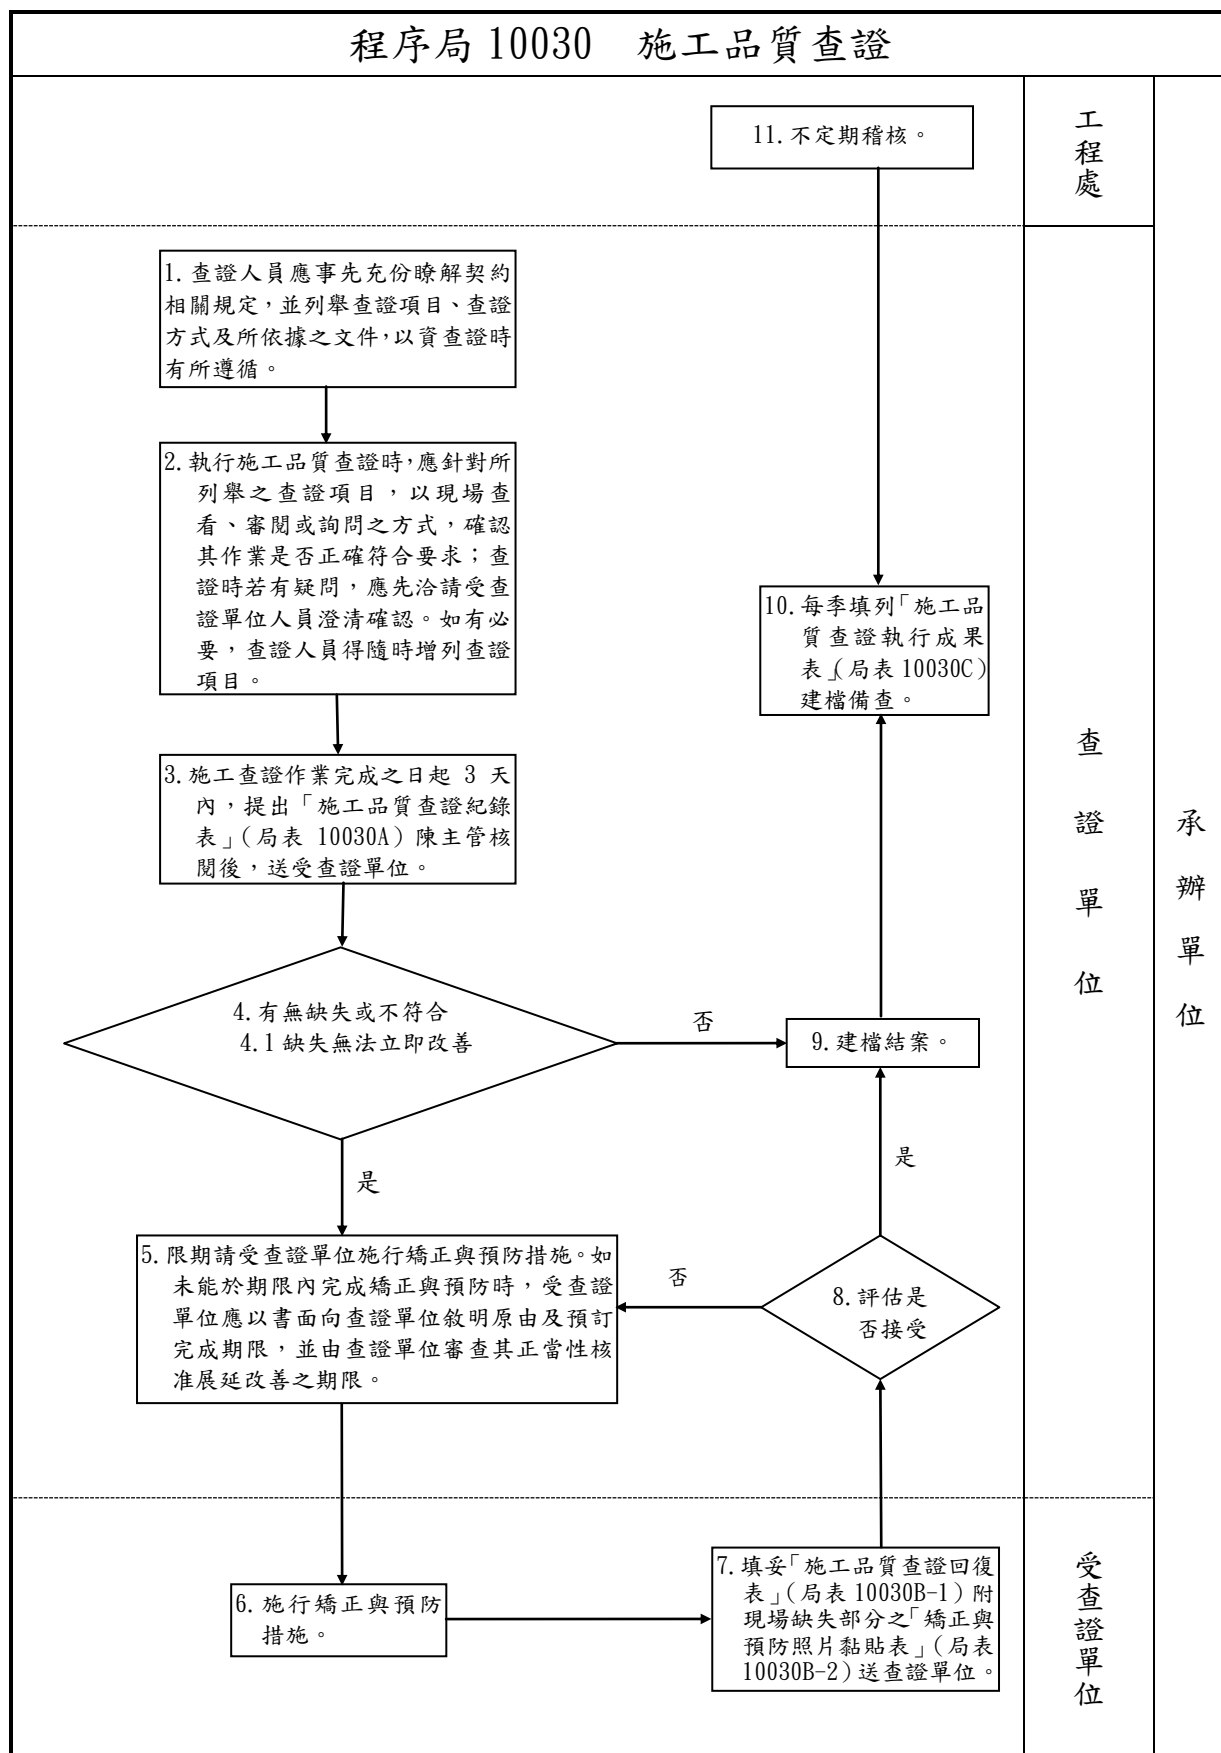 程序局 10030　施工品質查證
11.不定期稽核。
工程處
1.查證人員應事先充份瞭解契約
相關規定，並列舉查證項目、查證
方式及所依據之文件，以資查證時
有所遵循。
2.執行施工品質查證時，應針對所
列舉之查證項目，以現場查
看、審閱或詢問之方式，確認
其作業是否正確符合要求；查
證時若有疑問，應先洽請受查
證單位人員澄清確認。如有必
要，查證人員得隨時增列查證
項目。
10.每季填列「施工品
質查證執行成果
表」(局表 10030C)
建檔備查。
3.施工查證作業完成之日起 3 天
內，提出「施工品質查證紀錄
表」(局表 10030A) 陳主管核
閱後，送受查證單位。
查證單位
承辦單位
4.有無缺失或不符合
4.1 缺失無法立即改善
否
9.建檔結案。
是
是
5.限期請受查證單位施行矯正與預防措施。如
未能於期限內完成矯正與預防時，受查證
單位應以書面向查證單位敘明原由及預訂
完成期限，並由查證單位審查其正當性核
准展延改善之期限。
否
8.評估是
否接受
6.施行矯正與預防
措施。
7.填妥「施工品質查證回復
表」(局表 10030B-1) 附
現場缺失部分之「矯正與
預防照片黏貼表」(局表
10030B-2)送查證單位。
受查證單位